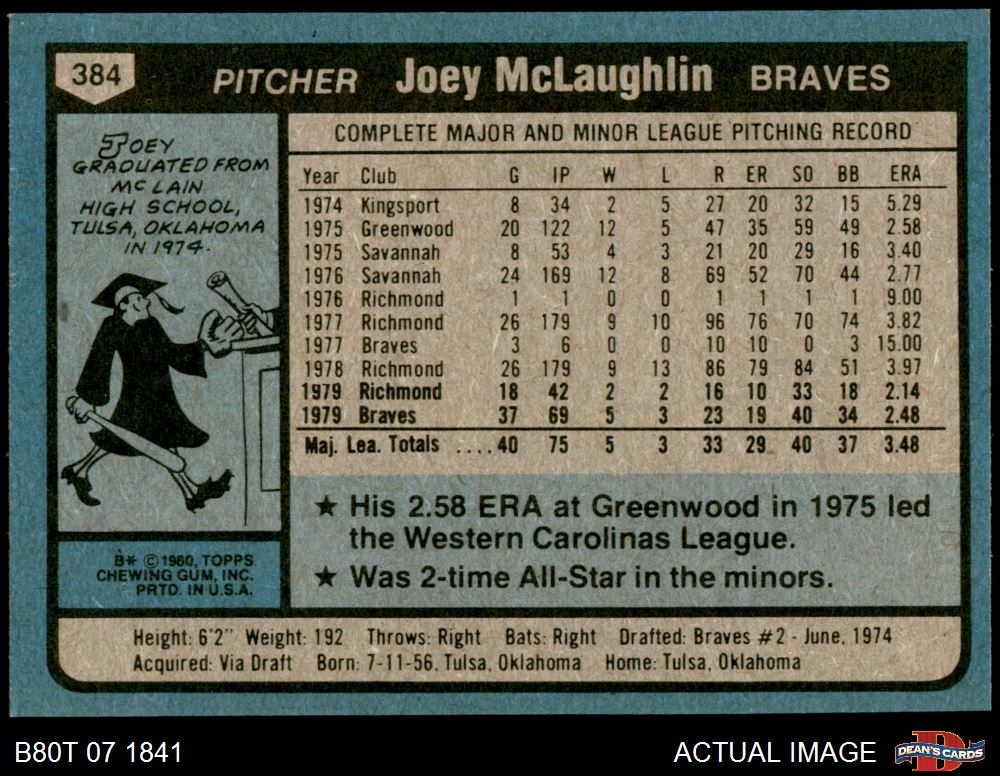 384 PITCHER Joey McLaughlin BRAVES
JOEY
GRADUATED FROM
MC LAIN
HIGH SCHOOL,
TULSA, OKLAHOMA
IN 1974.
COMPLETE MAJOR AND MINOR LEAGUE PITCHING RECORD
Year Club G IP W L R ER SO BB ERA
1974 Kingsport 8 34 2 5 27 20 32 15 5.29
1975 Greenwood 20 122 12 5 47 35 59 49 2.58
1975 Savannah 8 53 4 3 21 20 29 16 3.40
1976 Savannah 24 169 12 8 69 52 70 44 2.77
1976 Richmond 1 1 0 0 1 1 1 1 9.00
1977 Richmond 26 179 9 10 96 76 70 74 3.82
1977 Braves 3 6 0 0 10 10 0 3 15.00
1978 Richmond 26 179 9 13 86 79 84 51 3.97
1979 Richmond 18 42 2 2 16 10 33 18 2.14
1979 Braves 37 69 5 3 23 19 40 34 2.48
Maj. Lea. Totals ....40 75 5 3 33 29 40 37 3.48
★ His 2.58 ERA at Greenwood in 1975 led
the Western Carolinas League.
★ Was 2-time All-Star in the minors.
B* © 1980, TOPPS
CHEWING GUM, INC.
PRTD. IN U.S.A.
Height: 6'2" Weight: 192 Throws: Right Bats: Right Drafted: Braves #2 - June, 1974
Acquired: Via Draft Born: 7-11-56, Tulsa, Oklahoma Home: Tulsa, Oklahoma
B80T 07 1841 ACTUAL IMAGE DEAN'S CARDS